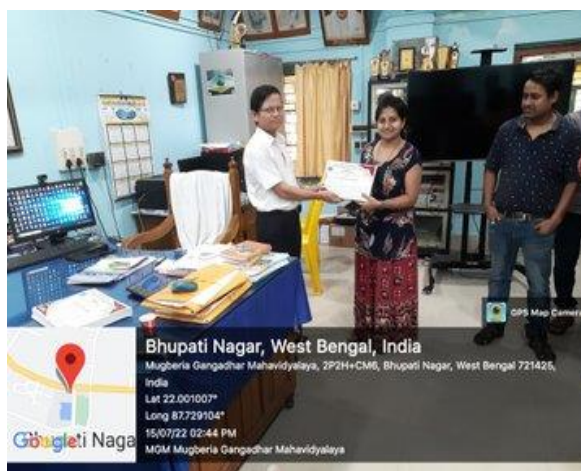 GPS Map Camera
Bhupati Nagar, West Bengal, India
Mugberia Gangadhar Mahavidyalaya, 2P2H+CM6, Bhupati Nagar, West Bengal 721425,
India
Lat 22.001007°
Long 87.729104°
15/07/22 02:44 PM
MGM Mugberia Gangadhar Mahavidyalaya
Google